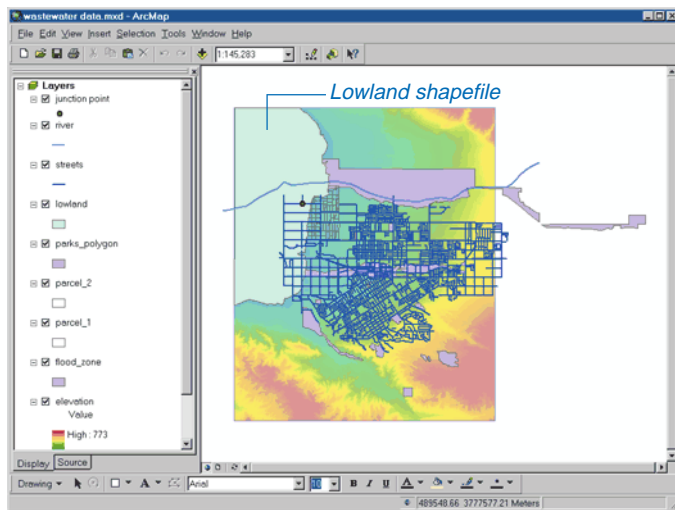 wastewater data.mxd - ArcMap
File Edit View Insert Selection Tools Window Help
1:145,283
Layers
junction point
river
streets
lowland
parks_polygon
parcel_2
parcel_1
flood_zone
elevation
Value
High : 773
Display Source
Lowland shapefile
Drawing
A
Arial
10
B I U A
489548.66 3777577.21 Meters